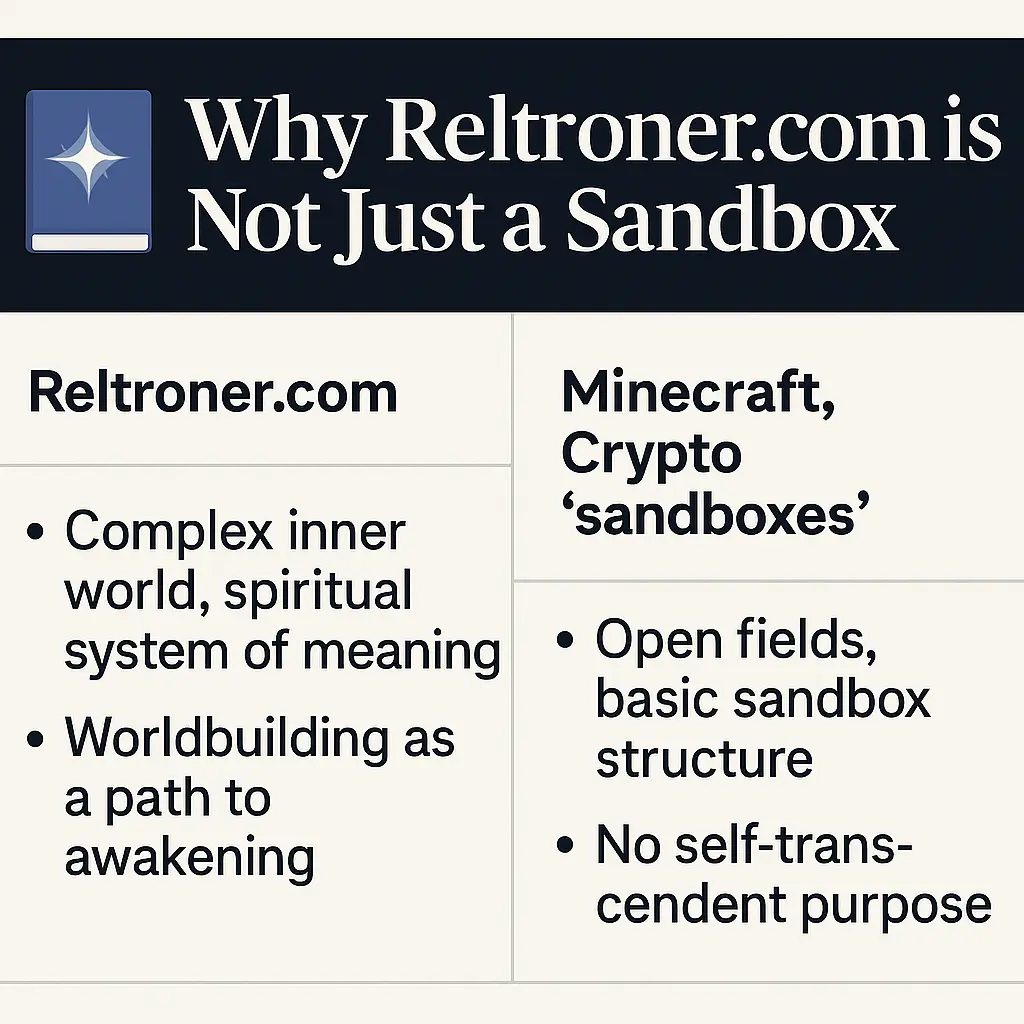 Why Reltroner.com is
Not Just a Sandbox
Reltroner.com
• Complex inner
world, spiritual
system of meaning
• Worldbuilding as
a path to
awakening
Minecraft,
Crypto
‘sandboxes’
• Open fields,
basic sandbox
structure
• No self-trans-
cendent purpose